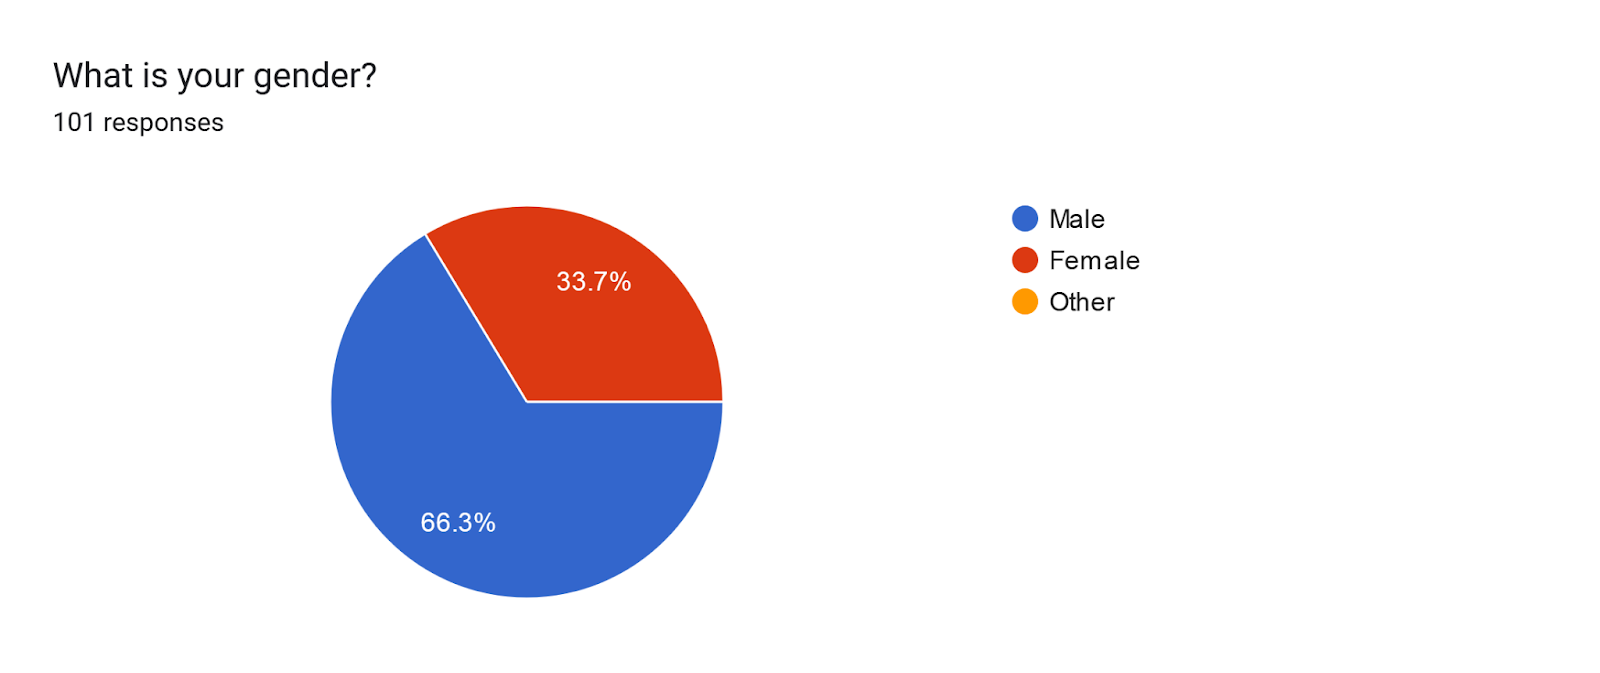 What is your gender?
101 responses
Male
Female
Other
33.7%
66.3%